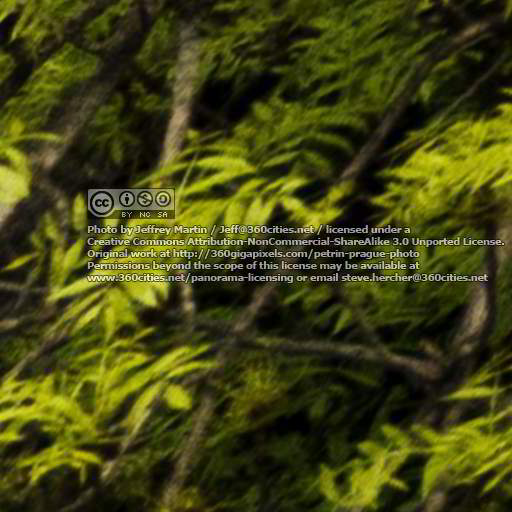 cc BY NC SA
Photo by Jeffrey Martin / Jeff@360cities.net / licensed under a
Creative Commons Attribution-NonCommercial-ShareAlike 3.0 Unported License.
Original work at http://360gigapixels.com/petrin-prague-photo
Permissions beyond the scope of this license may be available at
www.360cities.net/panorama-licensing or email steve.hercher@360cities.net